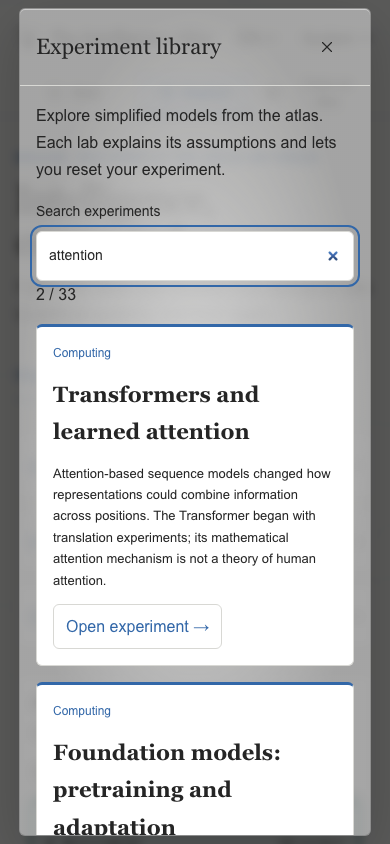 Experiment library
Explore simplified models from the atlas.
Each lab explains its assumptions and lets
you reset your experiment.
Search experiments
attention
2 / 33
Computing
Transformers and
learned attention
Attention-based sequence models changed how
representations could combine information
across positions. The Transformer began with
translation experiments; its mathematical
attention mechanism is not a theory of human
attention.
Open experiment →
Computing
Foundation models:
pretraining and
adaptation